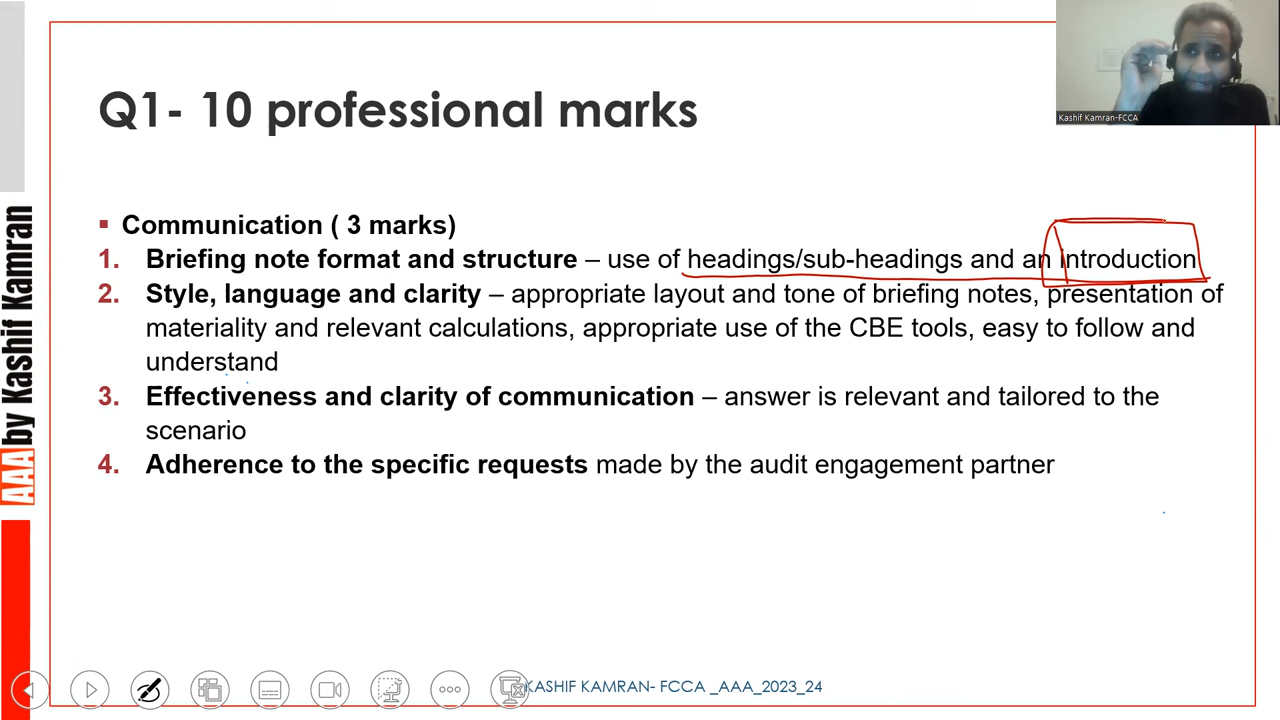 Q1- 10 professional marks
Kashif Kamran-FCCA
AAA by Kashif Kamran
▪ Communication ( 3 marks)
1. Briefing note format and structure – use of headings/sub-headings and an introduction
2. Style, language and clarity – appropriate layout and tone of briefing notes, presentation of
materiality and relevant calculations, appropriate use of the CBE tools, easy to follow and
understand
3. Effectiveness and clarity of communication – answer is relevant and tailored to the
scenario
4. Adherence to the specific requests made by the audit engagement partner
KASHIF KAMRAN- FCCA _AAA_2023_24